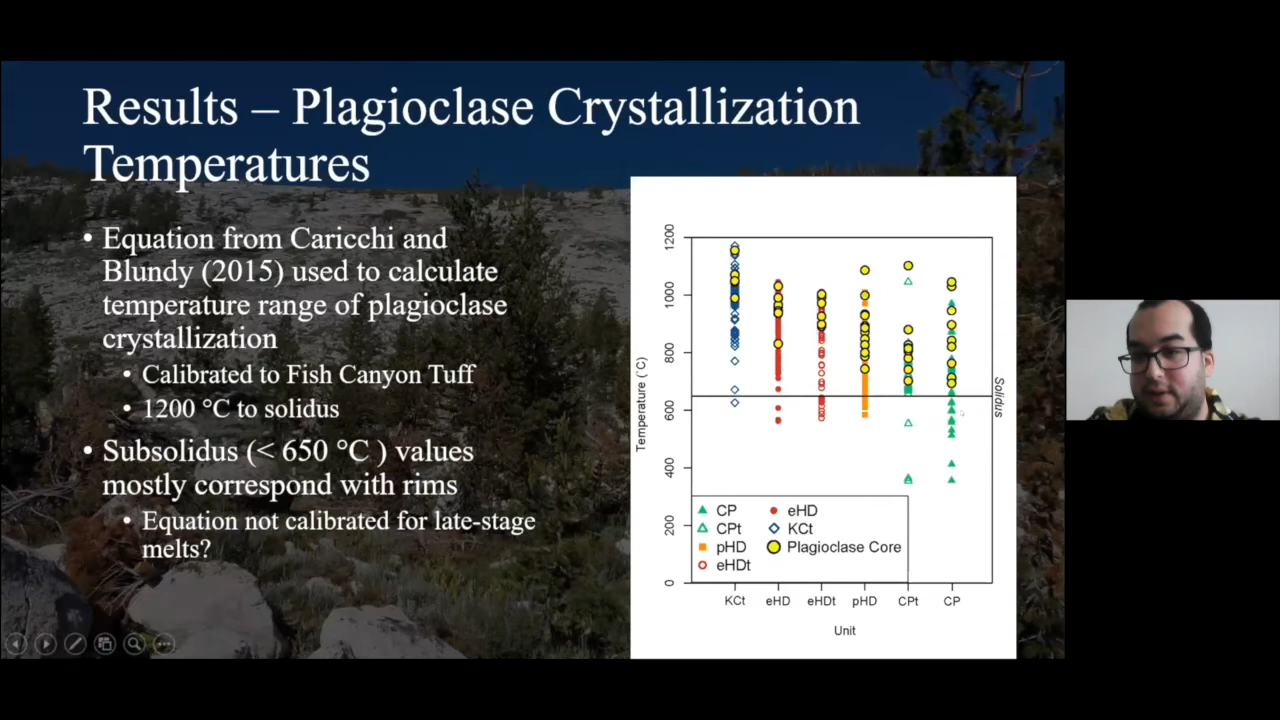 Results – Plagioclase Crystallization
Temperatures
• Equation from Caricchi and
Blundy (2015) used to calculate
temperature range of plagioclase
crystallization
• Calibrated to Fish Canyon Tuff
• 1200 °C to solidus
• Subsolidus (< 650 °C ) values
mostly correspond with rims
• Equation not calibrated for late-stage
melts?
Temperature (°C)
1200
1000
800
600
400
200
0
Solidus
CP
CPt
pHD
eHDt
eHD
KCt
Plagioclase Core
KCt eHD eHDt pHD CPt CP
Unit